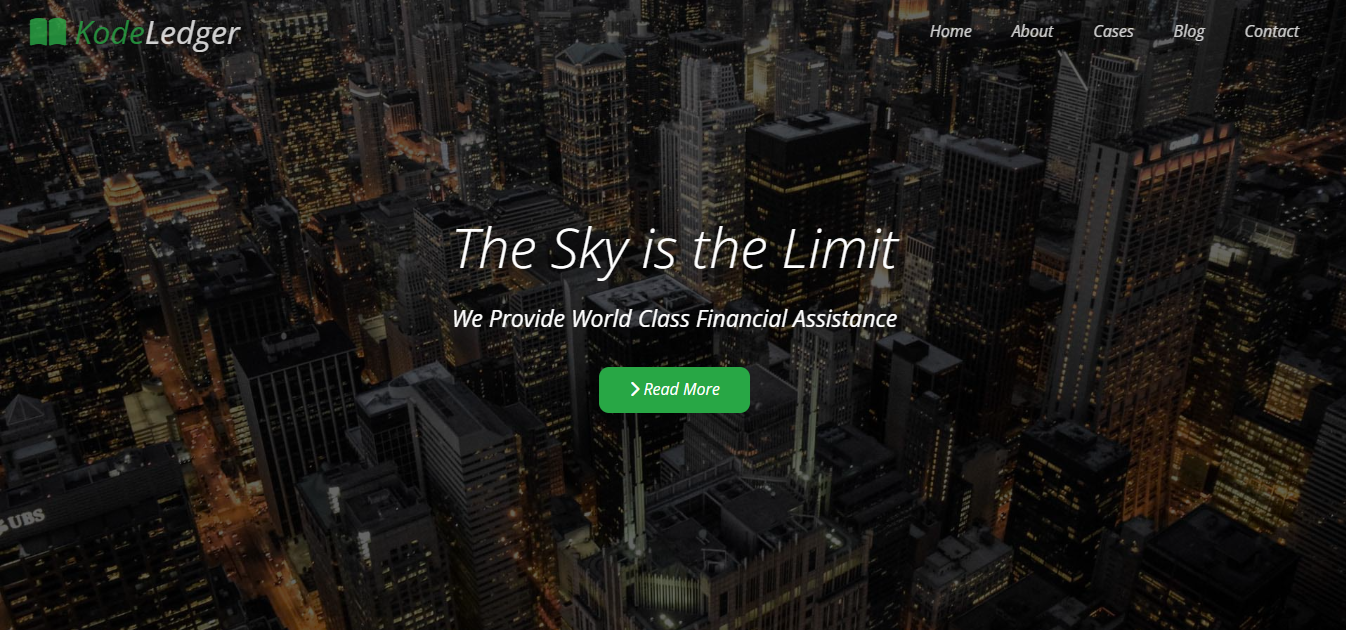 KodeLedger
Home About Cases Blog Contact
The Sky is the Limit
We Provide World Class Financial Assistance
Read More
UBS